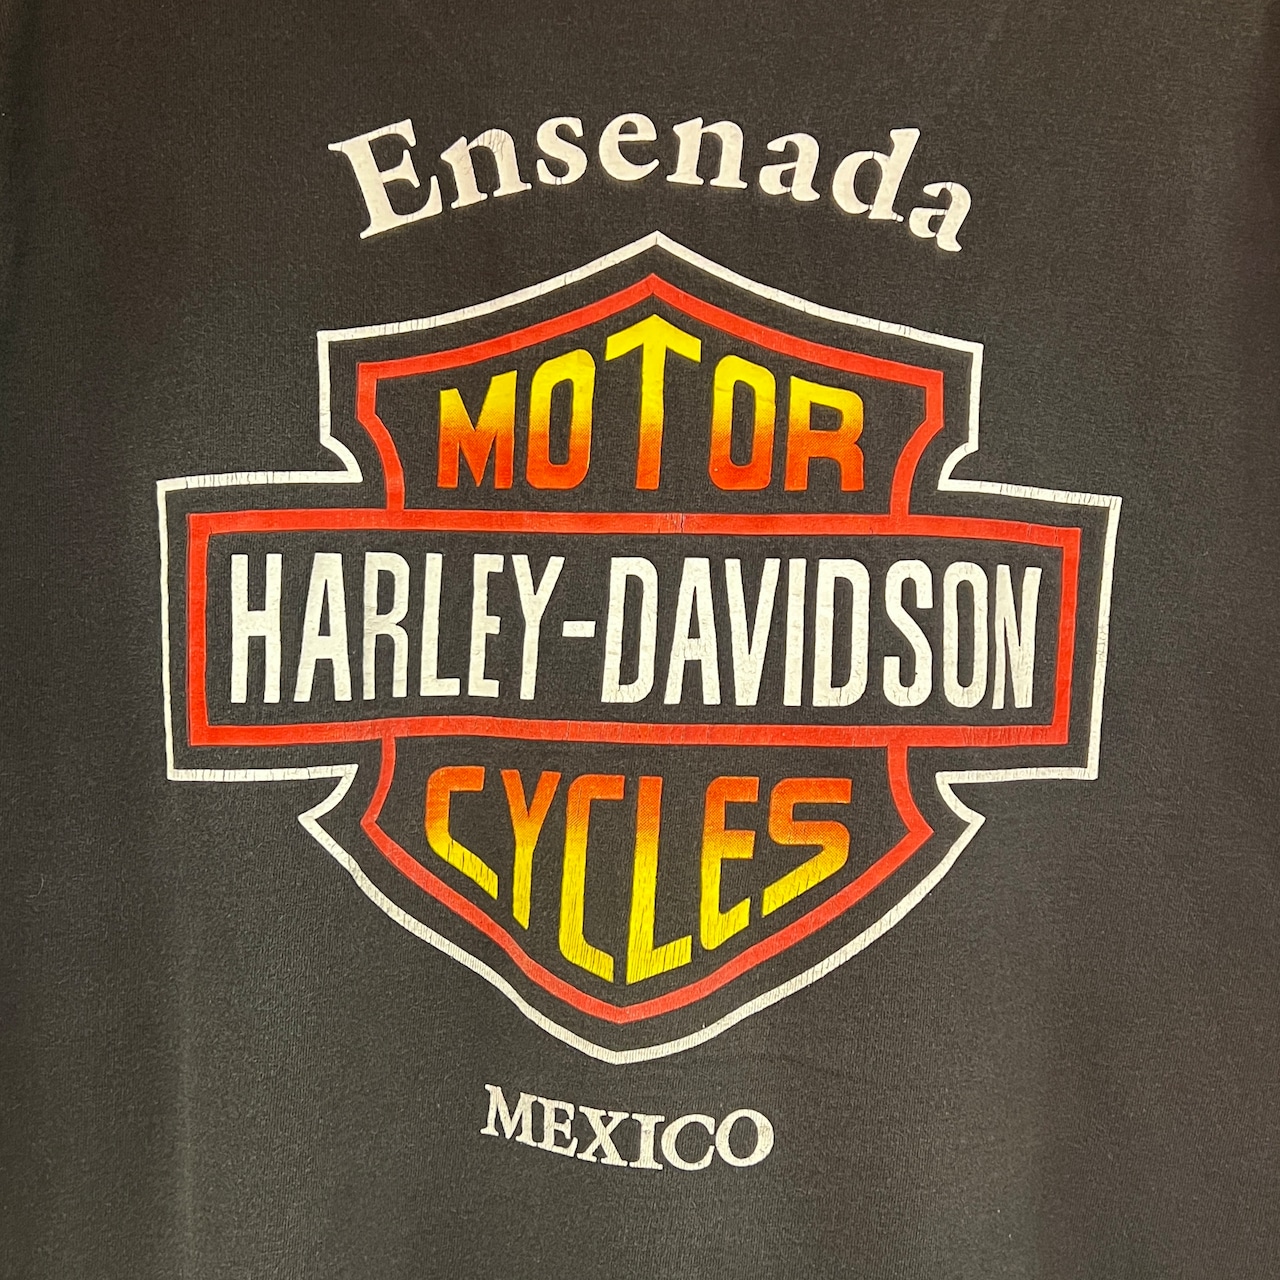 Ensenada
MOTOR
HARLEY-DAVIDSON
CYCLES
MEXICO